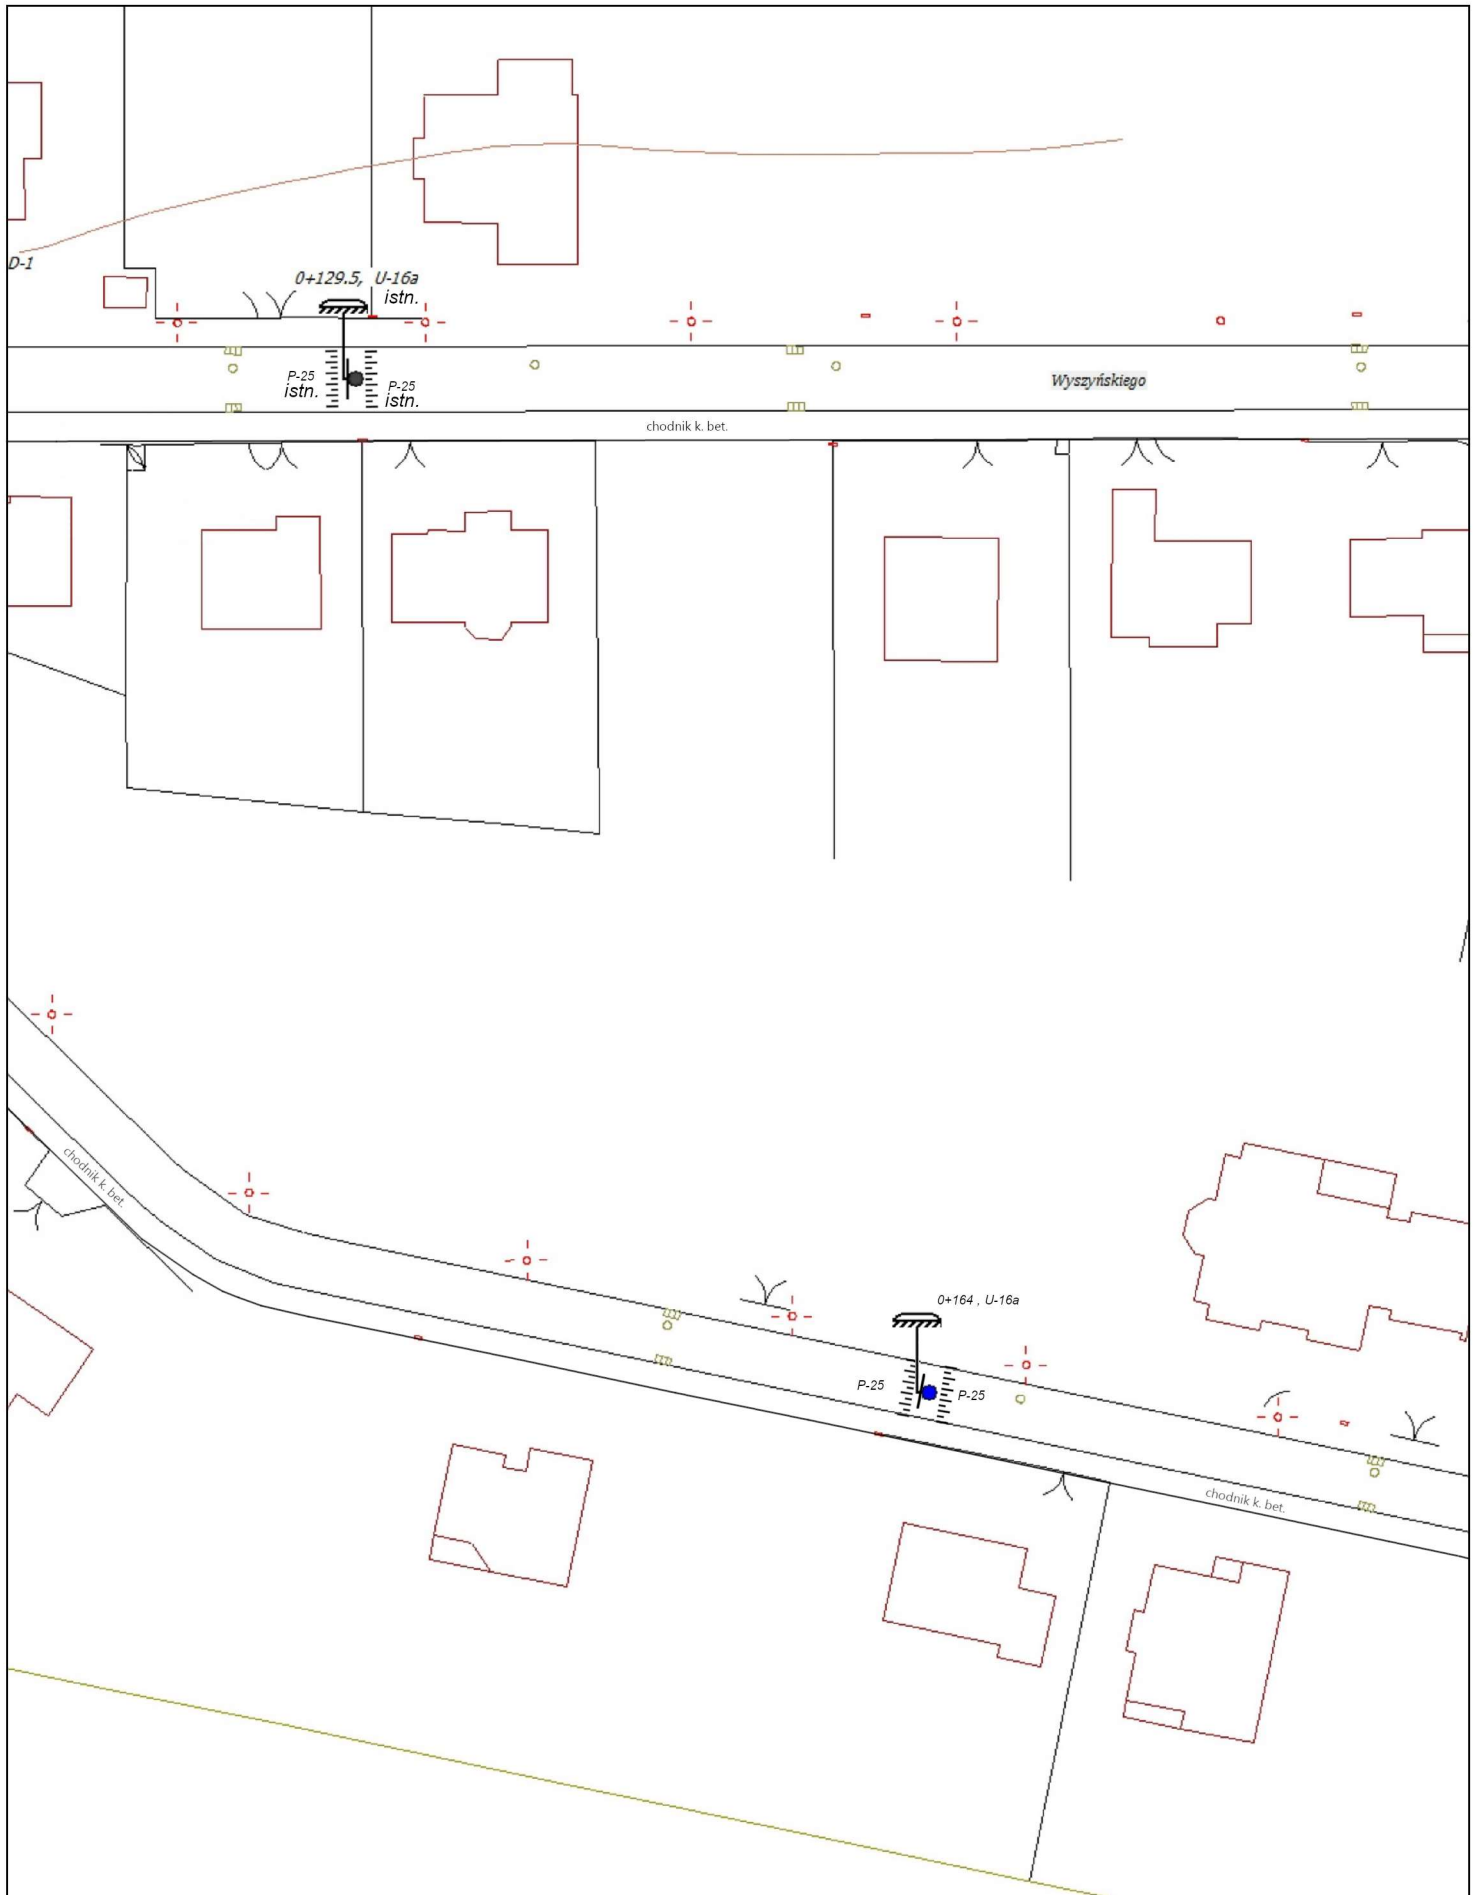 D-1
0+129.5, U-16a
istn.
P-25
istn.
P-25
istn.
Wyszyńskiego
chodnik k. bet.
chodnik k. bet.
0+164 , U-16a
P-25
P-25
chodnik k. bet.